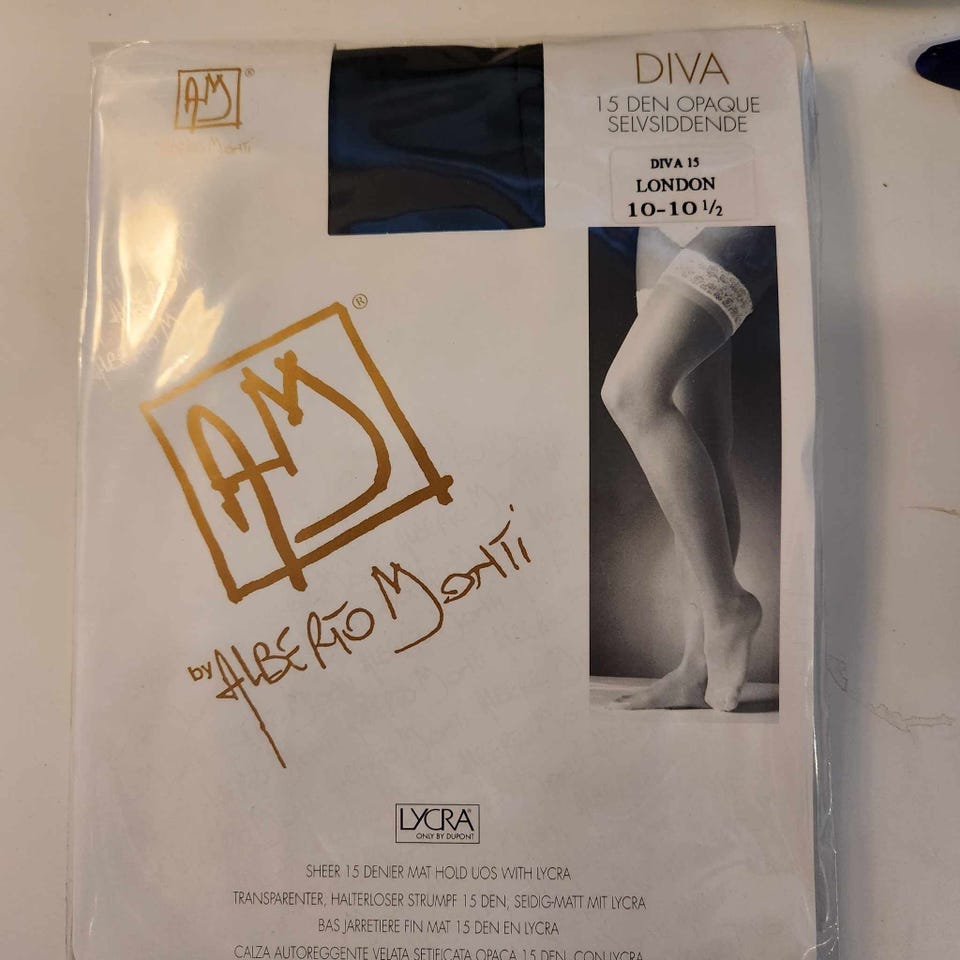 AM®
Alberto Monti
DIVA
15 DEN OPAQUE
SELVSIDDENDE
DIVA 15
LONDON
10-10 1/2
AM®
by ALBERTO MONTI
LYCRA®
ONLY BY DUPONT
SHEER 15 DENIER MAT HOLD UOS WITH LYCRA
TRANSPARENTER, HALTERLOSER STRUMPF 15 DEN, SEIDIG-MATT MIT LYCRA
BAS JARRETIERE FIN MAT 15 DEN EN LYCRA
CALZA AUTOREGGENTE VELATA SETIFICATA OPACA 15 DEN, CON LYCRA